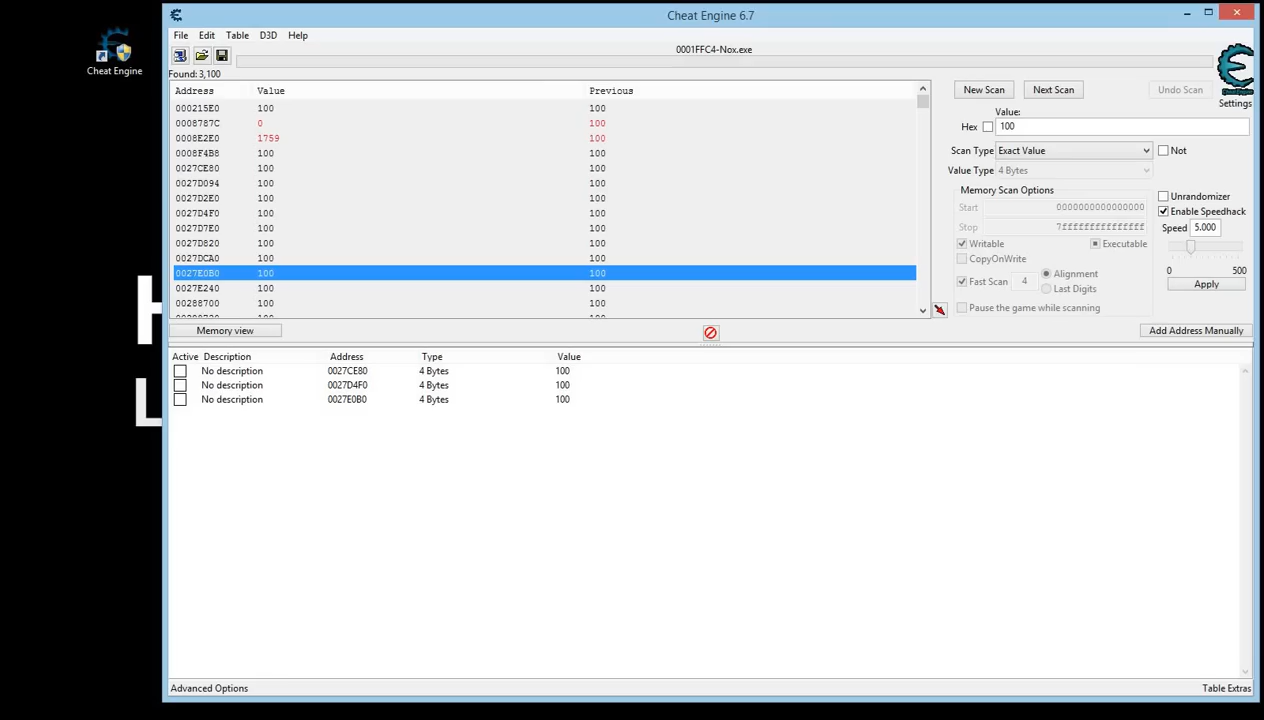 Cheat Engine 6.7
File Edit Table D3D Help
0001FFC4-Nox.exe
Cheat Engine
Found: 3,100
Address Value Previous
000215E0 100 100
0008787C 0 100
0008E2E0 1759 100
0008F4B8 100 100
0027CE80 100 100
0027D094 100 100
0027D2E0 100 100
0027D4F0 100 100
0027D7E0 100 100
0027D820 100 100
0027DCA0 100 100
0027E0B0 100 100
0027E240 100 100
00288700 100 100
New Scan Next Scan Undo Scan
Settings
Value:
Hex 100
Scan Type Exact Value Not
Value Type 4 Bytes
Memory Scan Options
Start 0000000000000000
Stop 7fffffffffffffff
Writable Executable
CopyOnWrite
Fast Scan 4 Alignment
Last Digits
Pause the game while scanning
Unrandomizer
Enable Speedhack
Speed 5.000
0 500
Apply
Memory view
Add Address Manually
Active Description Address Type Value
No description 0027CE80 4 Bytes 100
No description 0027D4F0 4 Bytes 100
No description 0027E0B0 4 Bytes 100
Advanced Options
Table Extras